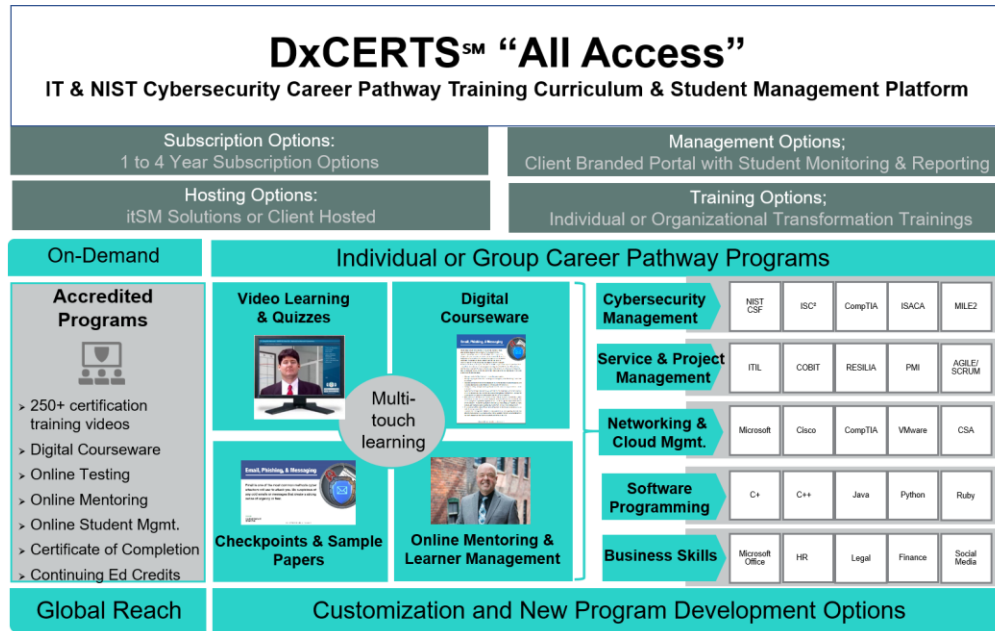 DxCERTS℠ “All Access”
IT & NIST Cybersecurity Career Pathway Training Curriculum & Student Management Platform
Subscription Options:
1 to 4 Year Subscription Options
Management Options;
Client Branded Portal with Student Monitoring & Reporting
Hosting Options:
itSM Solutions or Client Hosted
Training Options;
Individual or Organizational Transformation Trainings
On-Demand
Individual or Group Career Pathway Programs
Accredited
Programs
➢ 250+ certification
training videos
➢ Digital Courseware
➢ Online Testing
➢ Online Mentoring
➢ Online Student Mgmt.
➢ Certificate of Completion
➢ Continuing Ed Credits
Video Learning
& Quizzes
Digital
Courseware
Email, Phishing, & Messaging
Multi-
touch
learning
Email, Phishing, & Messaging
Checkpoints & Sample
Papers
Online Mentoring &
Learner Management
Cybersecurity
Management
NIST
CSF
ISC²
CompTIA
ISACA
MILE2
Service & Project
Management
ITIL
COBIT
RESILIA
PMI
AGILE/
SCRUM
Networking &
Cloud Mgmt.
Microsoft
Cisco
CompTIA
VMware
CSA
Software
Programming
C+
C++
Java
Python
Ruby
Business Skills
Microsoft
Office
HR
Legal
Finance
Social
Media
Global Reach
Customization and New Program Development Options